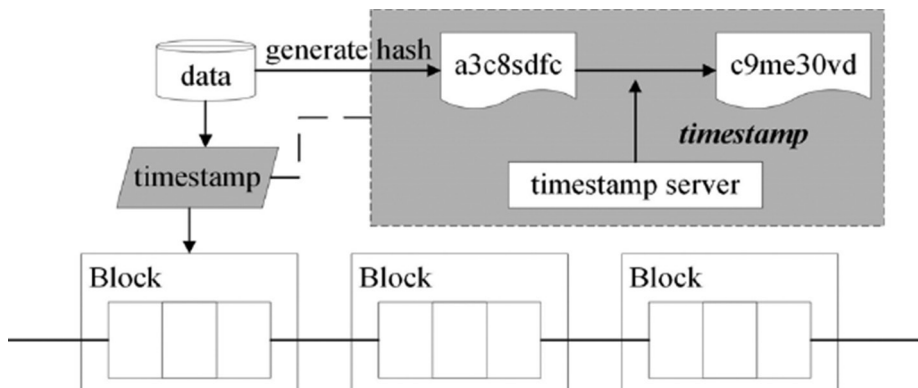 generate hash
data
a3c8sdfc
c9me30vd
timestamp
timestamp
timestamp server
Block
Block
Block